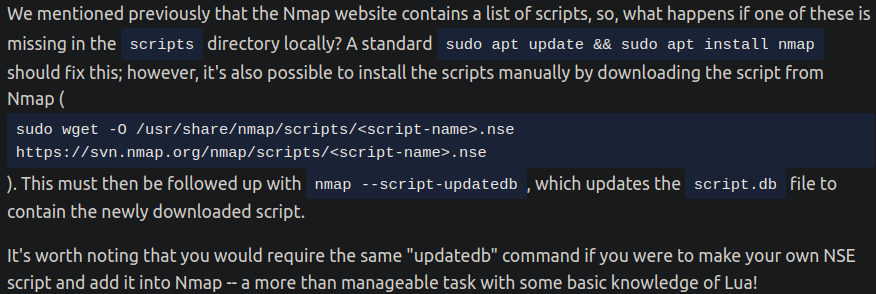 We mentioned previously that the Nmap website contains a list of scripts, so, what happens if one of these is
missing in the scripts directory locally? A standard sudo apt update && sudo apt install nmap
should fix this; however, it's also possible to install the scripts manually by downloading the script from
Nmap (
sudo wget -O /usr/share/nmap/scripts/<script-name>.nse
https://svn.nmap.org/nmap/scripts/<script-name>.nse
). This must then be followed up with nmap --script-updatedb , which updates the script.db file to
contain the newly downloaded script.
It's worth noting that you would require the same "updatedb" command if you were to make your own NSE
script and add it into Nmap -- a more than manageable task with some basic knowledge of Lua!